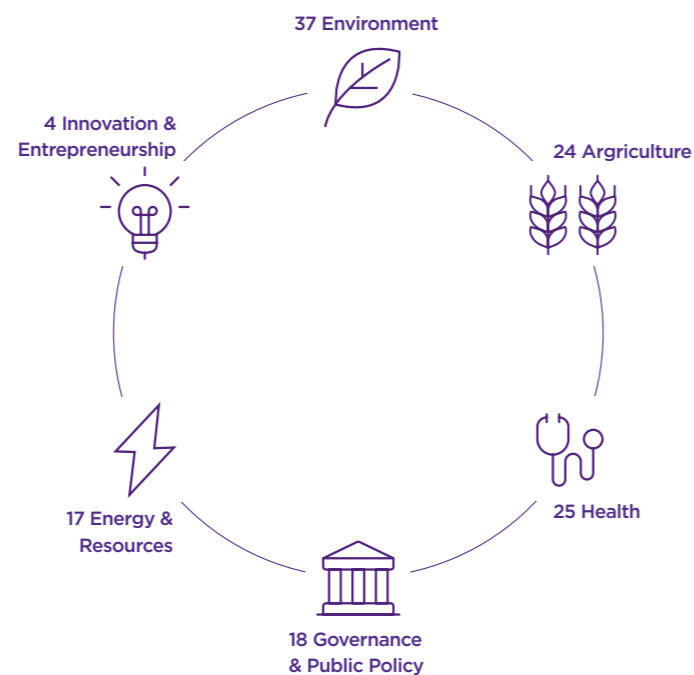 37 Environment
4 Innovation &
Entrepreneurship
24 Argriculture
17 Energy &
Resources
25 Health
18 Governance
& Public Policy